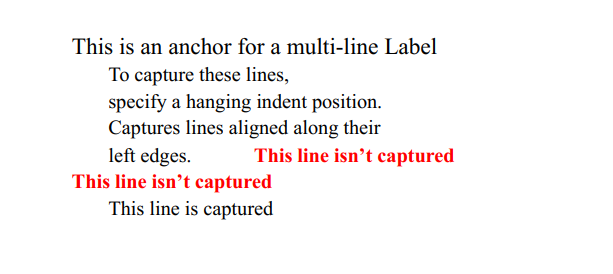 This is an anchor for a multi-line Label
To capture these lines,
specify a hanging indent position.
Captures lines aligned along their
left edges. This line isn’t captured
This line isn’t captured
This line is captured